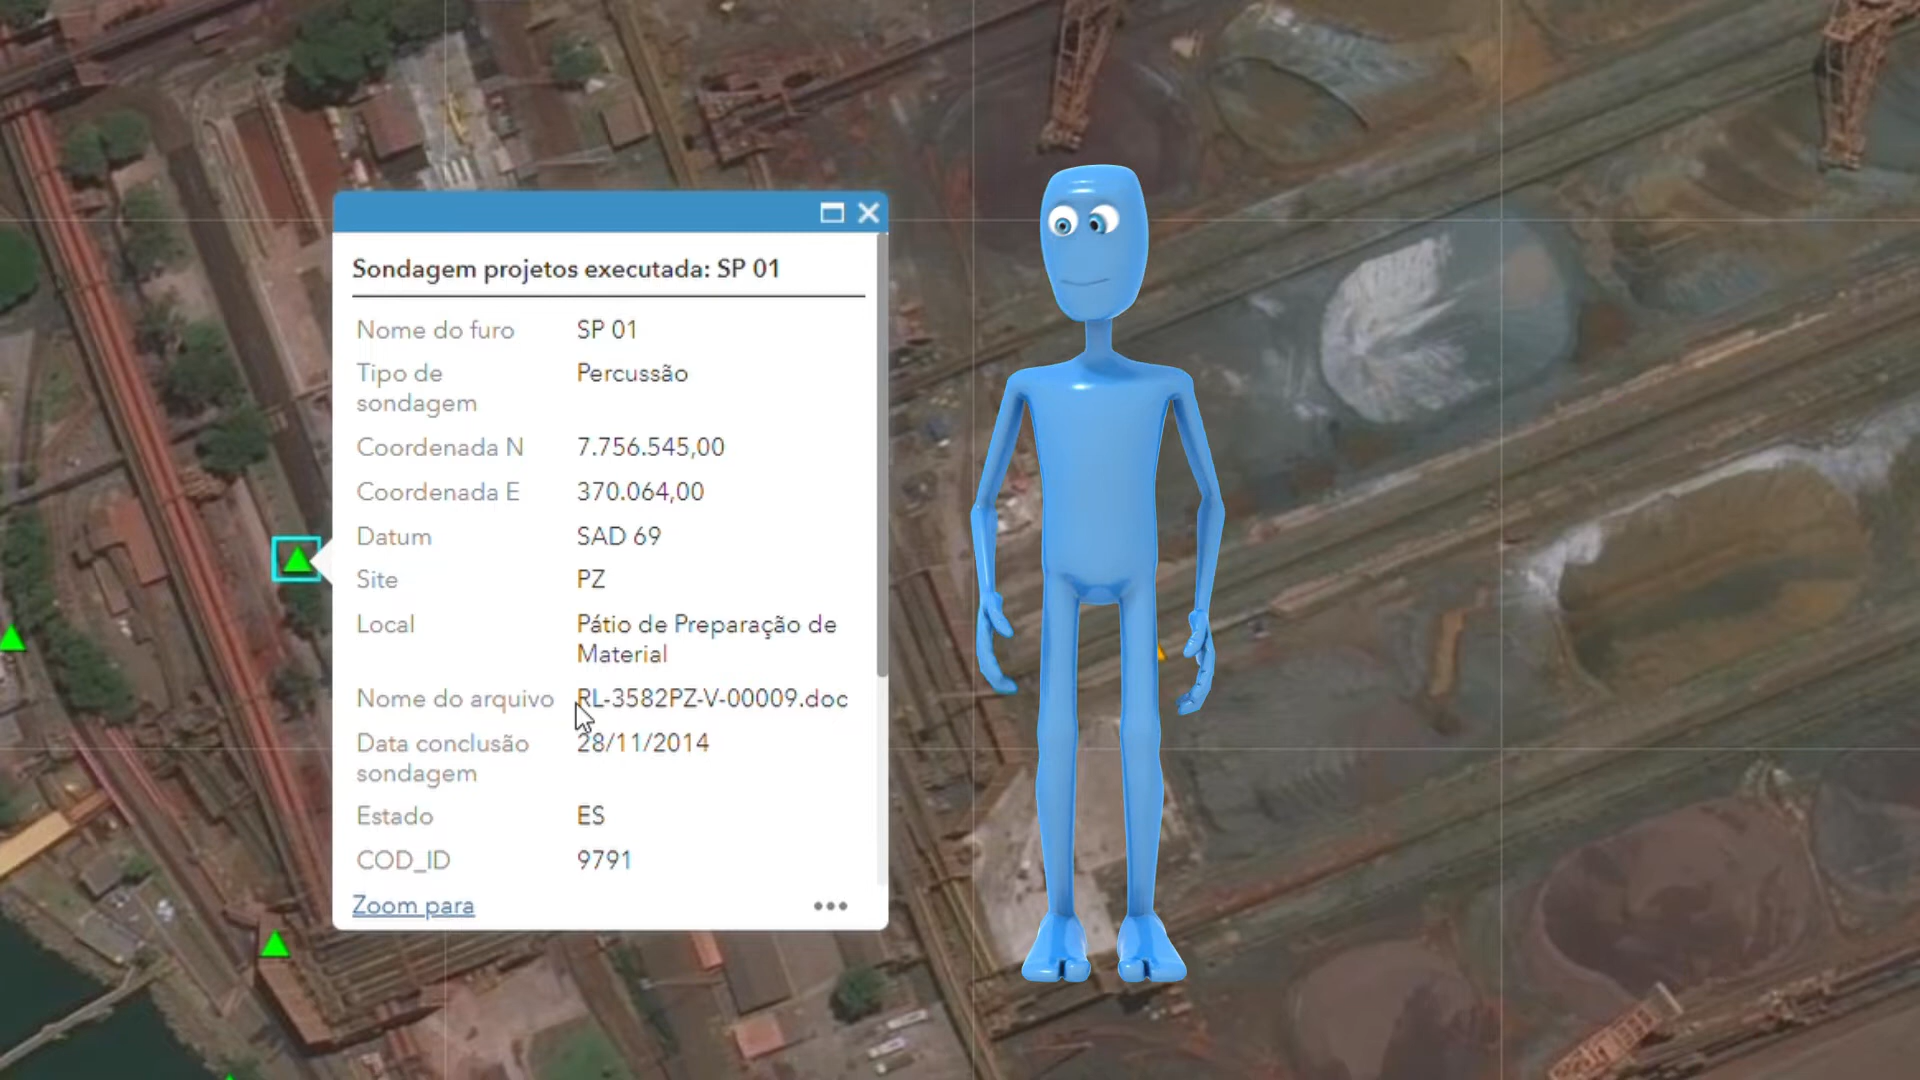 Sondagem projetos executada: SP 01
Nome do furo SP 01
Tipo de Percussão
sondagem
Coordenada N 7.756.545,00
Coordenada E 370.064,00
Datum SAD 69
Site PZ
Local Pátio de Preparação de
Material
Nome do arquivo RL-3582PZ-V-00009.doc
Data conclusão 28/11/2014
sondagem
Estado ES
COD_ID 9791
Zoom para